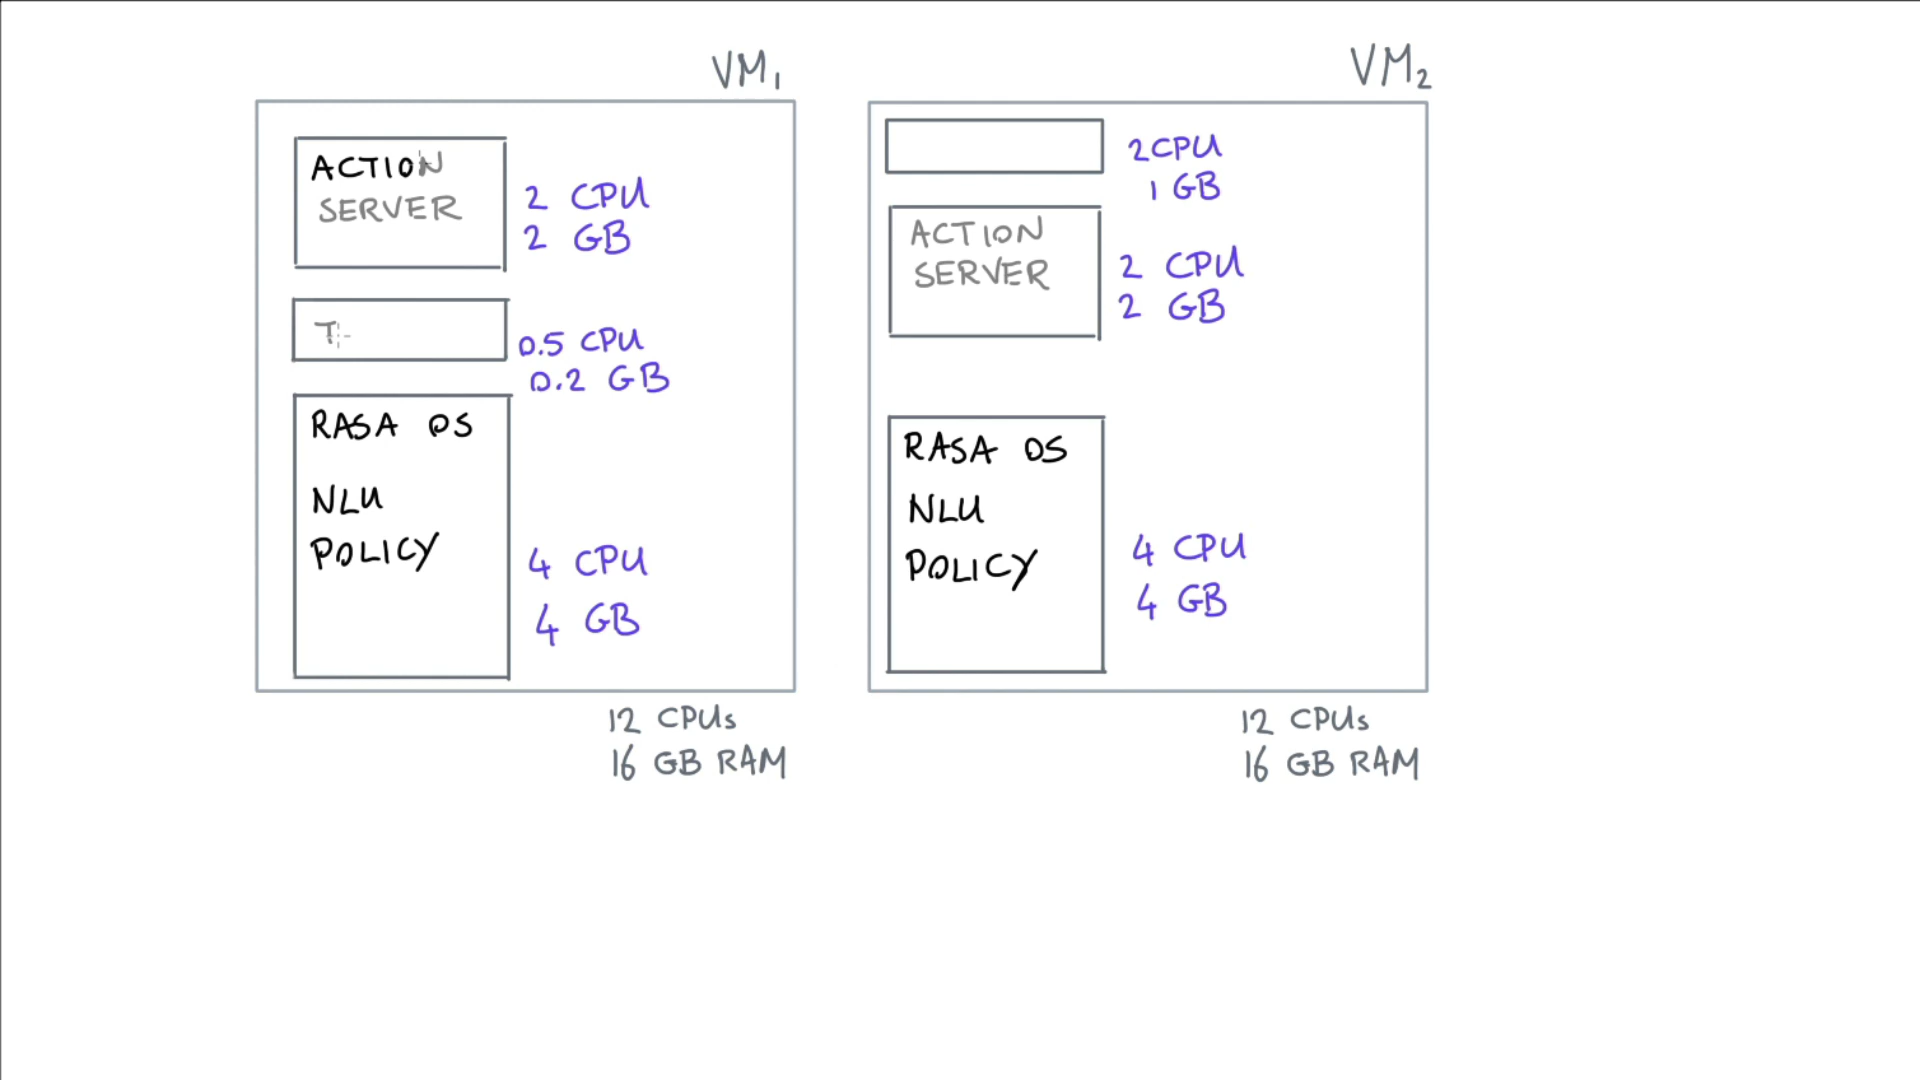 VM1
ACTION
SERVER
2 CPU
2 GB
T
0.5 CPU
0.2 GB
RASA OS
NLU
POLICY
4 CPU
4 GB
12 CPUs
16 GB RAM
VM2
2CPU
1 GB
ACTION
SERVER
2 CPU
2 GB
RASA OS
NLU
POLICY
4 CPU
4 GB
12 CPUs
16 GB RAM